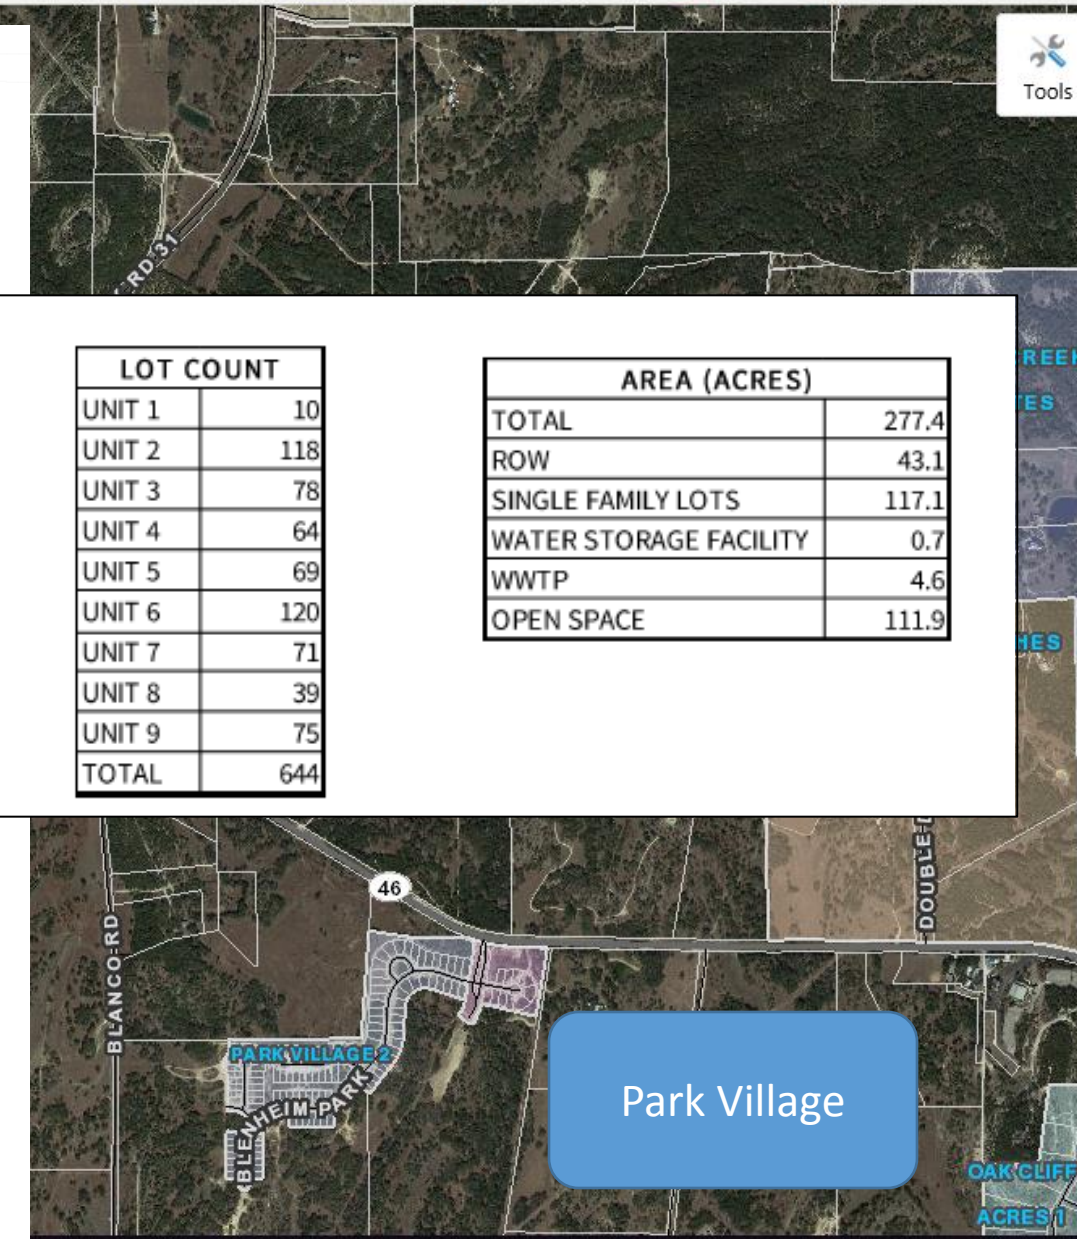 Tools
RD 31
LOT COUNT
UNIT 1 10
UNIT 2 118
UNIT 3 78
UNIT 4 64
UNIT 5 69
UNIT 6 120
UNIT 7 71
UNIT 8 39
UNIT 9 75
TOTAL 644
AREA (ACRES)
TOTAL 277.4
ROW 43.1
SINGLE FAMILY LOTS 117.1
WATER STORAGE FACILITY 0.7
WWTP 4.6
OPEN SPACE 111.9
46
BLANCO RD
PARK VILLAGE 2
BLENHEIM PARK
Park Village
OAK CLIFF
ACRES 1